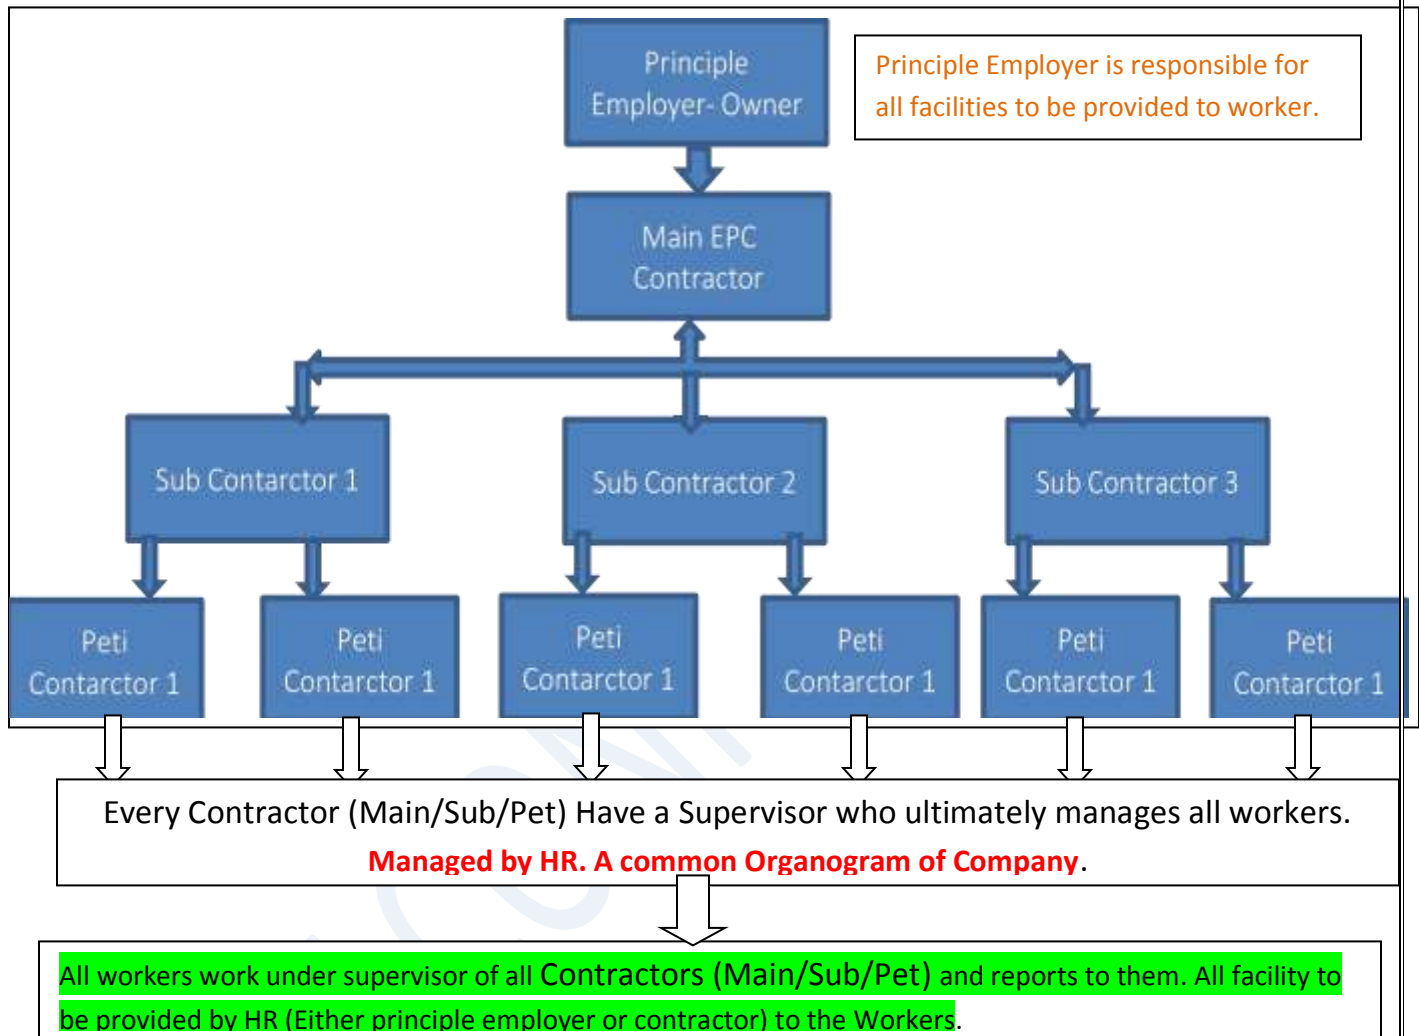 Principle
Employer- Owner
Principle Employer is responsible for
all facilities to be provided to worker.
Main EPC
Contractor
Sub Contarctor 1
Sub Contractor 2
Sub Contractor 3
Peti
Contarctor 1
Peti
Contarctor 1
Peti
Contarctor 1
Peti
Contarctor 1
Peti
Contarctor 1
Peti
Contarctor 1
Every Contractor (Main/Sub/Pet) Have a Supervisor who ultimately manages all workers.
Managed by HR. A common Organogram of Company.
All workers work under supervisor of all Contractors (Main/Sub/Pet) and reports to them. All facility to
be provided by HR (Either principle employer or contractor) to the Workers.